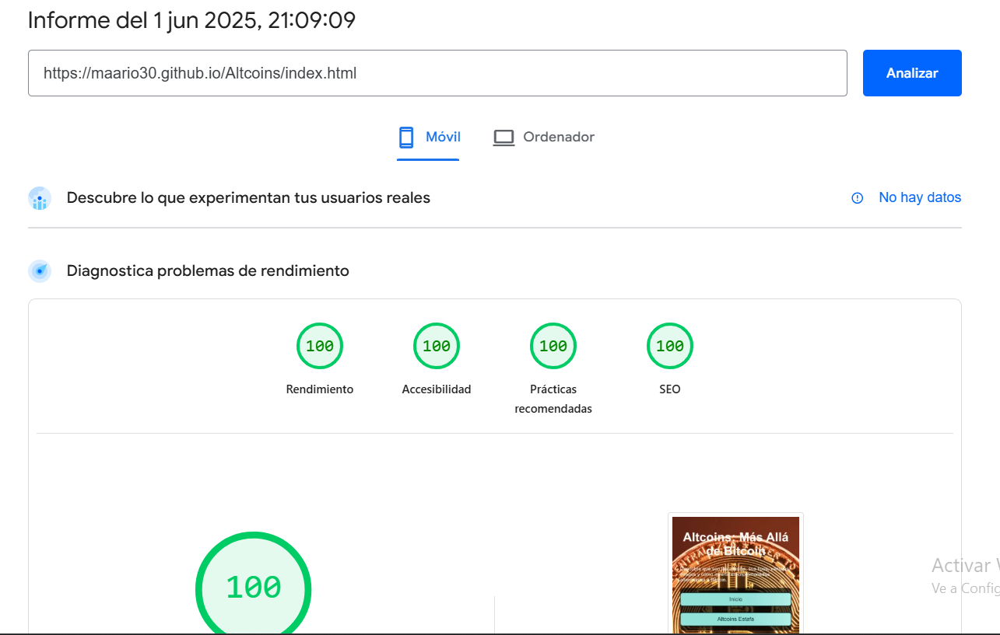 Informe del 1 jun 2025, 21:09:09
https://maario30.github.io/Altcoins/index.html
Analizar
Móvil
Ordenador
Descubre lo que experimentan tus usuarios reales
No hay datos
Diagnostica problemas de rendimiento
100
100
100
100
Rendimiento
Accesibilidad
Prácticas
recomendadas
SEO
100
Altcoins: Más Allá
de Bitcoin
Inicio
Altcoins Estafa
Activar
Ve a Config